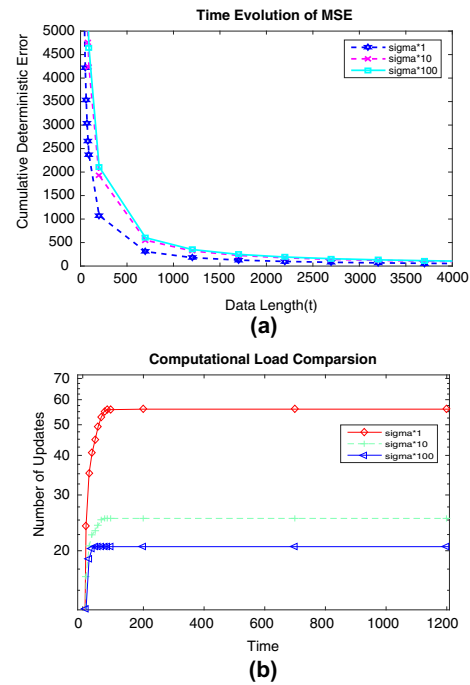 Time Evolution of MSE
Cumulative Deterministic Error
5000
4500
4000
3500
3000
2500
2000
1500
1000
500
0
sigma*1
sigma*10
sigma*100
0 500 1000 1500 2000 2500 3000 3500 4000
Data Length(t)
(a)
Computational Load Comparsion
Number of Updates
70
60
50
40
30
20
sigma*1
sigma*10
sigma*100
0 200 400 600 800 1000 1200
Time
(b)